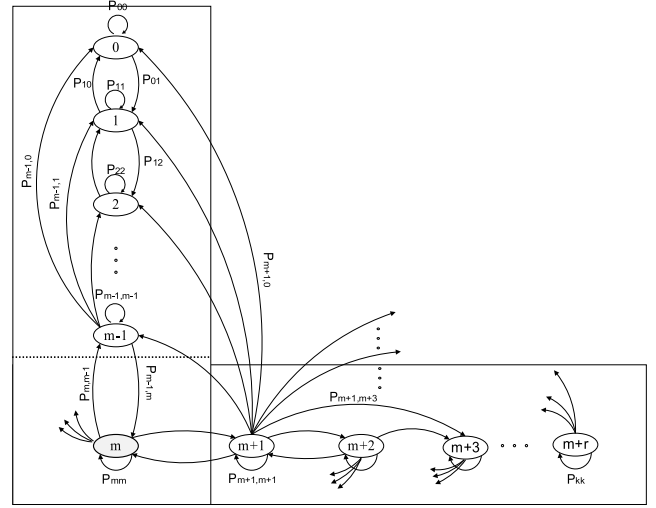 P00
0
P10
P11
P01
1
P22
P12
2
Pm-1,0
Pm-1,1
Pm+1,0
Pm-1,m-1
m-1
Pm,m-1
Pm-1,m
Pm+1,m+3
m
m+1
m+2
m+3
m+r
Pmm
Pm+1,m+1
Pkk